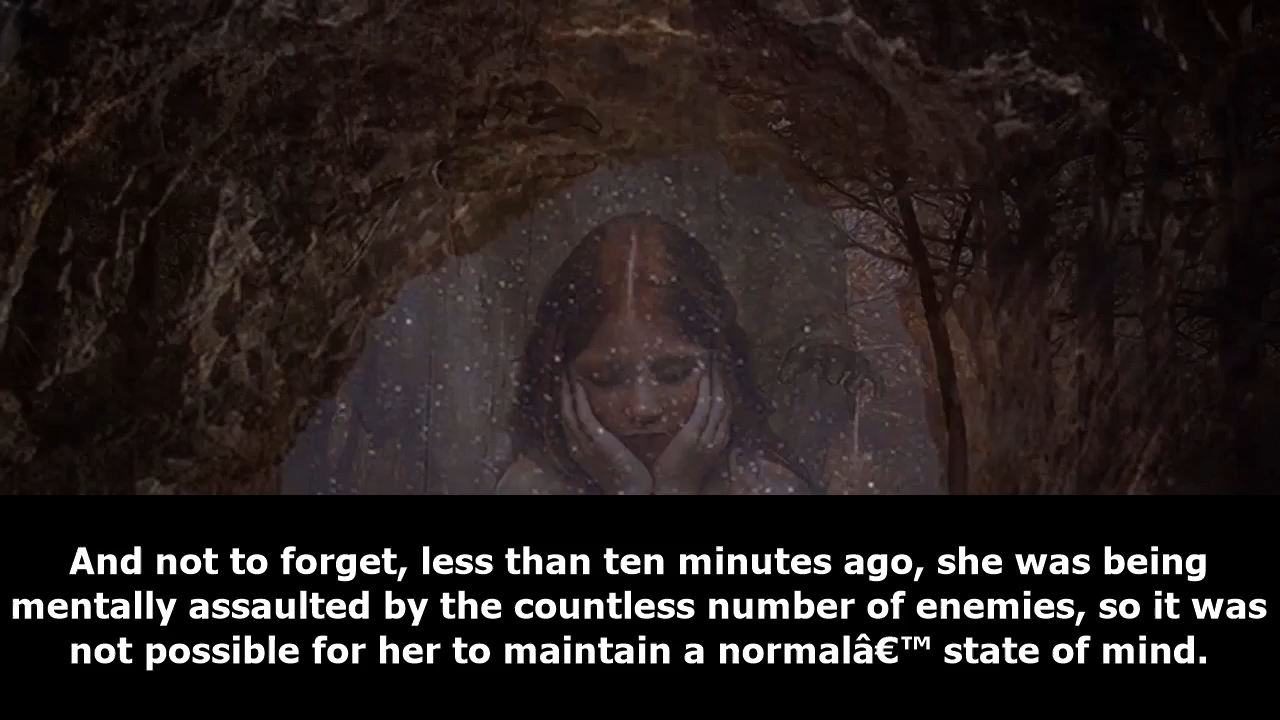 And not to forget, less than ten minutes ago, she was being
mentally assaulted by the countless number of enemies, so it was
not possible for her to maintain a normalâ€™ state of mind.